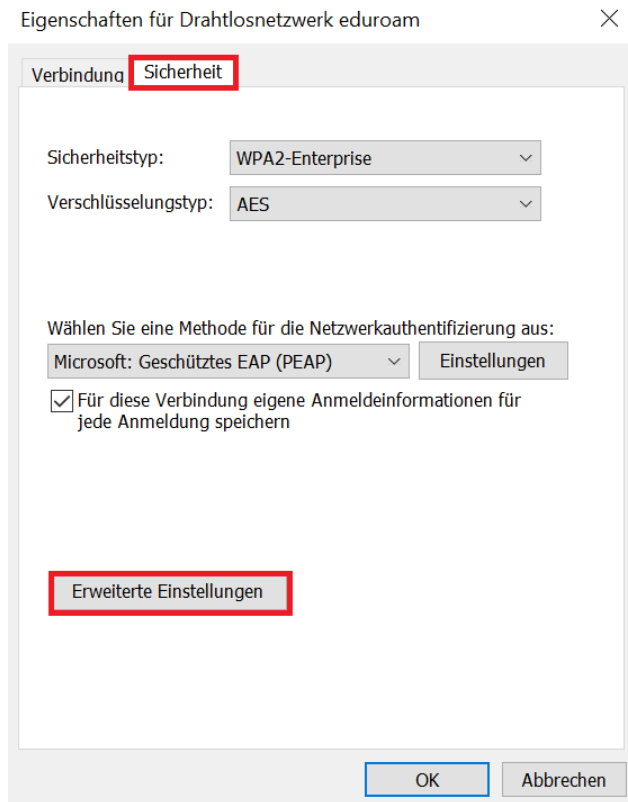 Eigenschaften für Drahtlosnetzwerk eduroam
Verbindung Sicherheit
Sicherheitstyp: WPA2-Enterprise
Verschlüsselungstyp: AES
Wählen Sie eine Methode für die Netzwerkauthentifizierung aus:
Microsoft: Geschütztes EAP (PEAP) Einstellungen
Für diese Verbindung eigene Anmeldeinformationen für
jede Anmeldung speichern
Erweiterte Einstellungen
OK Abbrechen